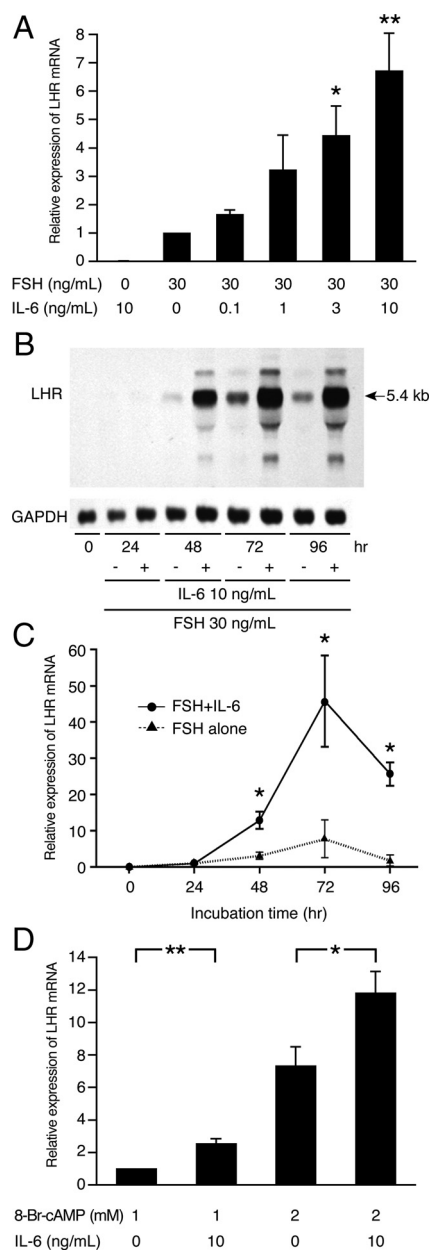 A
Relative expression of LHR mRNA
8
7
6
5
4
3
2
1
0
* **
FSH (ng/mL) 0 30 30 30 30 30
IL-6 (ng/mL) 10 0 0.1 1 3 10
B
LHR 5.4 kb
GAPDH
0 24 48 72 96 hr
- + - + - + - +
IL-6 10 ng/mL
FSH 30 ng/mL
C
Relative expression of LHR mRNA
60
50
40
30
20
10
0
FSH+IL-6
FSH alone
* * *
0 24 48 72 96
Incubation time (hr)
D
Relative expression of LHR mRNA
14
12
10
8
6
4
2
0
** *
8-Br-cAMP (mM) 1 1 2 2
IL-6 (ng/mL) 0 10 0 10